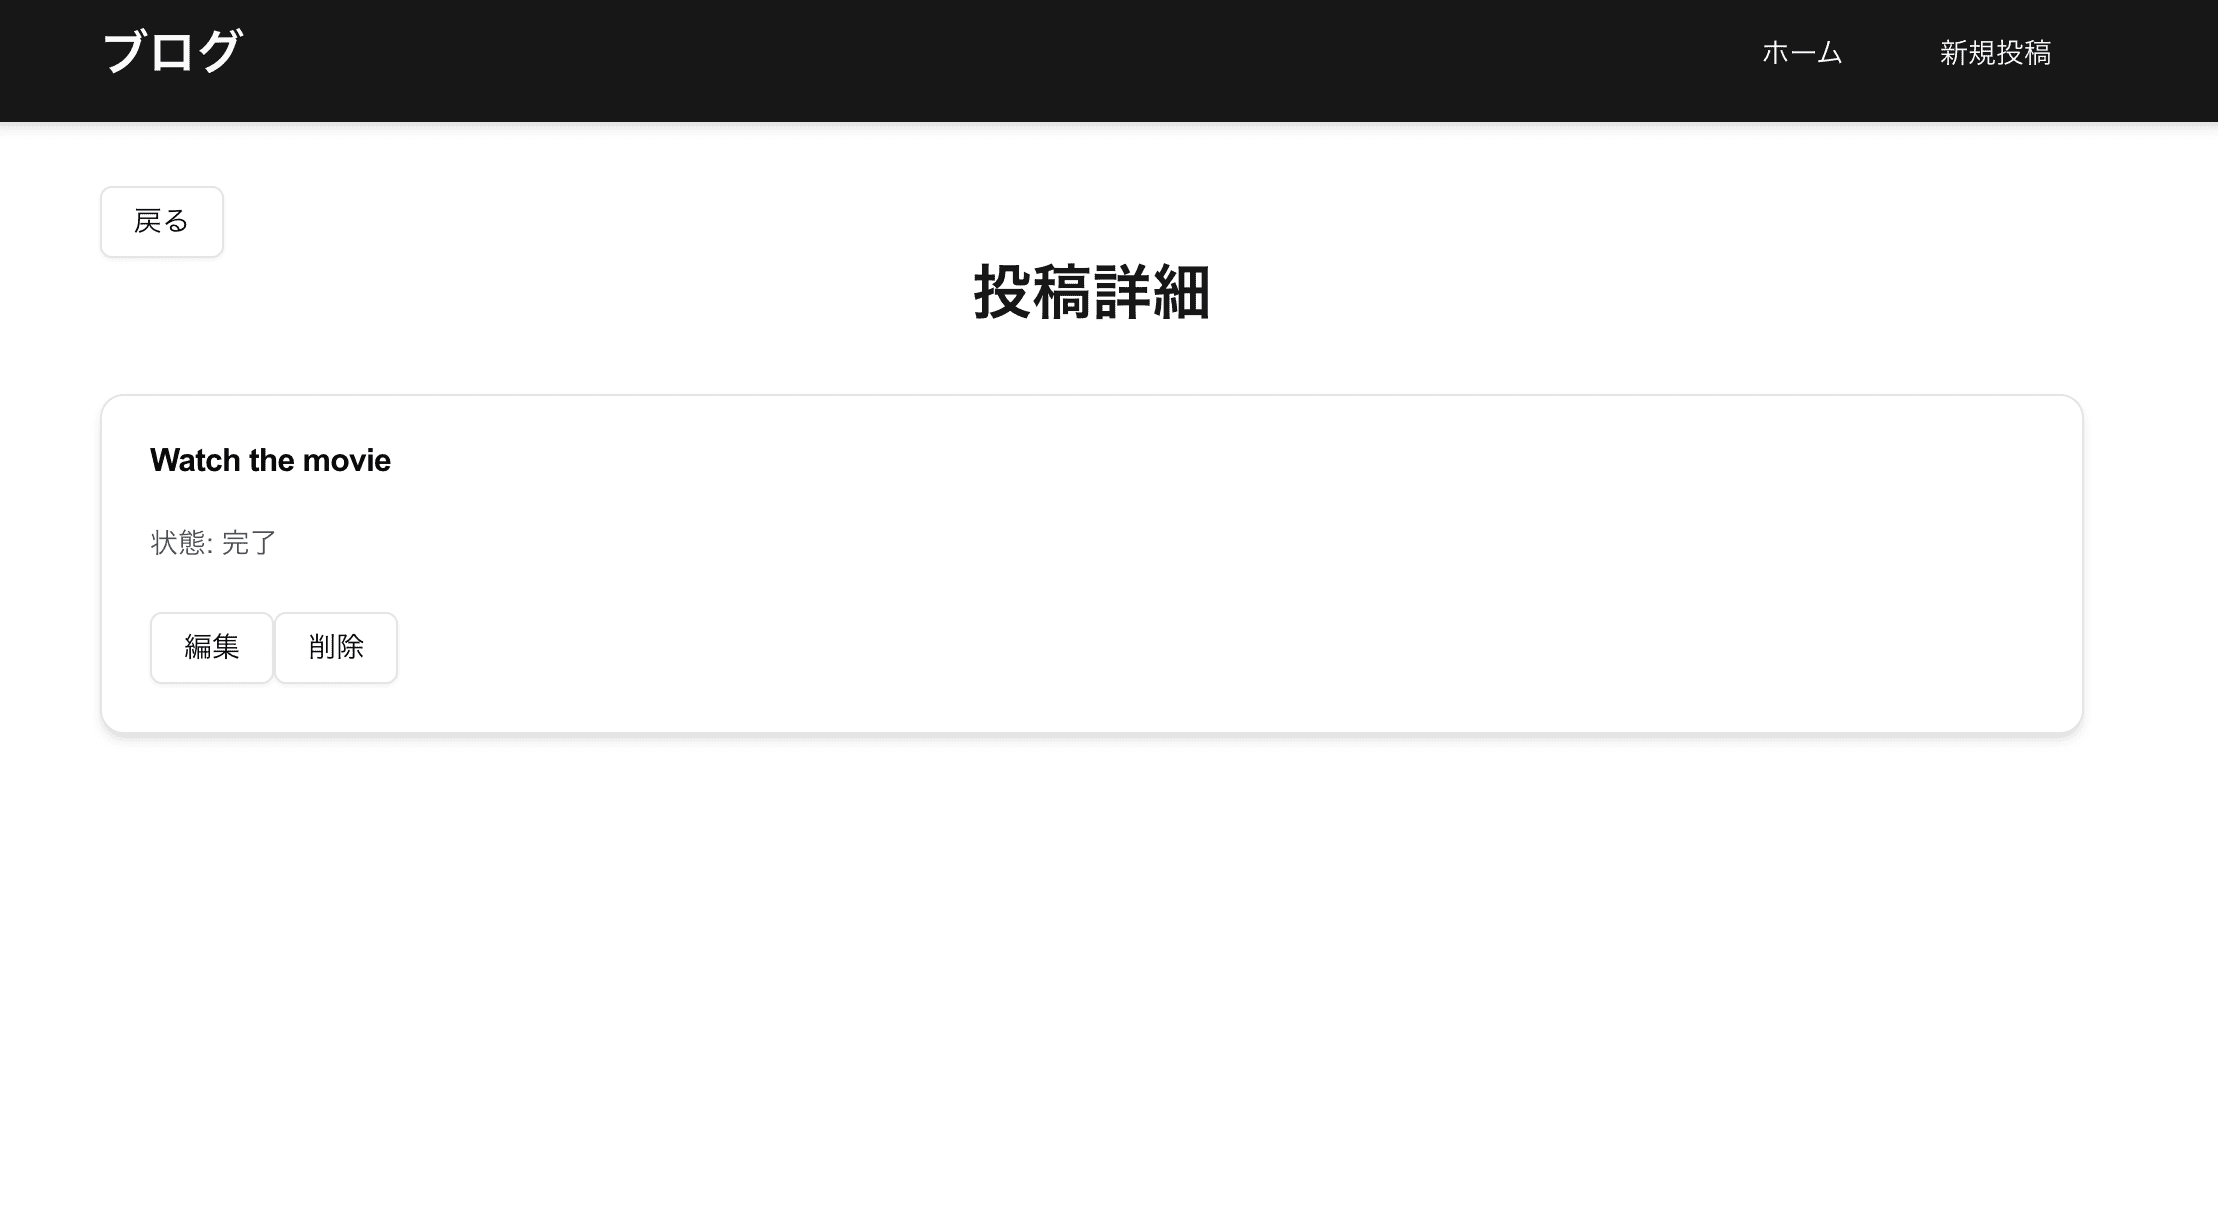 ブログ
ホーム 新規投稿
戻る
投稿詳細
Watch the movie
状態: 完了
編集 削除